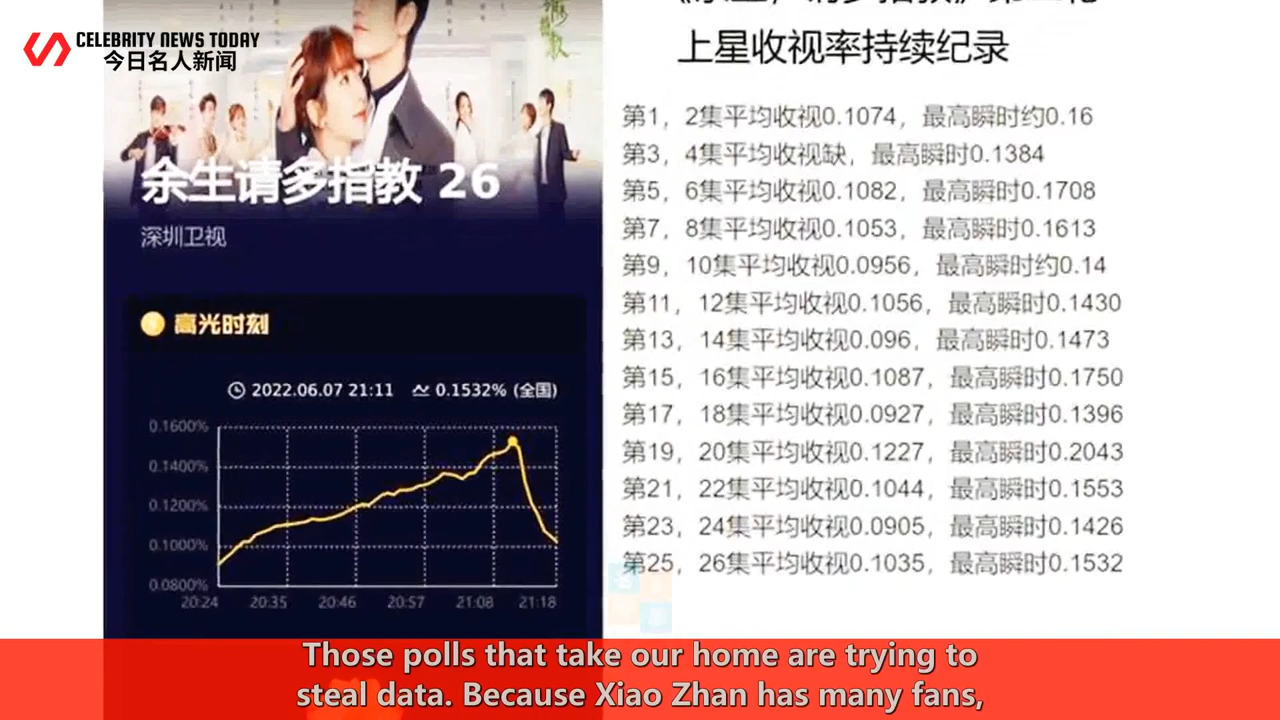 CELEBRITY NEWS TODAY
今日名人新闻
余生请多指教 26
深圳卫视
高光时刻
2022.06.07 21:11 0.1532% (全国)
0.1600%
0.1400%
0.1200%
0.1000%
0.0800%
20:24 20:35 20:46 20:57 21:08 21:18
上星收视率持续纪录
第1，2集平均收视0.1074，最高瞬时约0.16
第3，4集平均收视缺，最高瞬时0.1384
第5，6集平均收视0.1082，最高瞬时0.1708
第7，8集平均收视0.1053，最高瞬时0.1613
第9，10集平均收视0.0956，最高瞬时约0.14
第11，12集平均收视0.1056，最高瞬时0.1430
第13，14集平均收视0.096，最高瞬时0.1473
第15，16集平均收视0.1087，最高瞬时0.1750
第17，18集平均收视0.0927，最高瞬时0.1396
第19，20集平均收视0.1227，最高瞬时0.2043
第21，22集平均收视0.1044，最高瞬时0.1553
第23，24集平均收视0.0905，最高瞬时0.1426
第25，26集平均收视0.1035，最高瞬时0.1532
Those polls that take our home are trying to
steal data. Because Xiao Zhan has many fans,